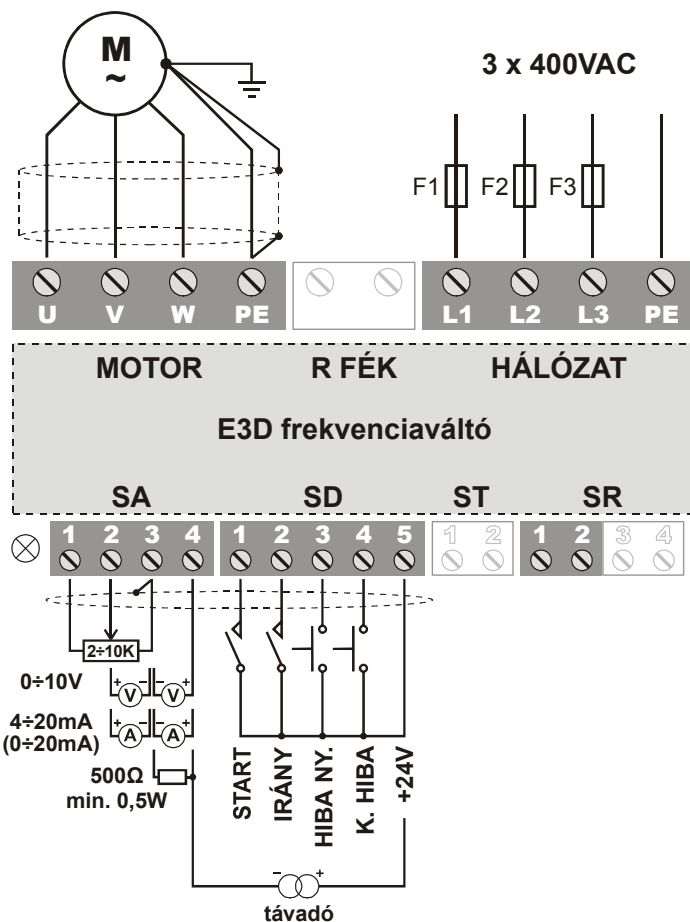 M
~
3 x 400VAC
F1 F2 F3
U V W PE L1 L2 L3 PE
MOTOR R FÉK HÁLÓZAT
E3D frekvenciaváltó
SA SD ST SR
1 2 3 4 1 2 3 4 5 1 2 1 2 3 4
2÷10K
0÷10V
+ V − − V +
4÷20mA
(0÷20mA)
+ A − − A +
500Ω
min. 0,5W
START
IRÁNY
HIBA NY.
K. HIBA
+24V
− +
távadó